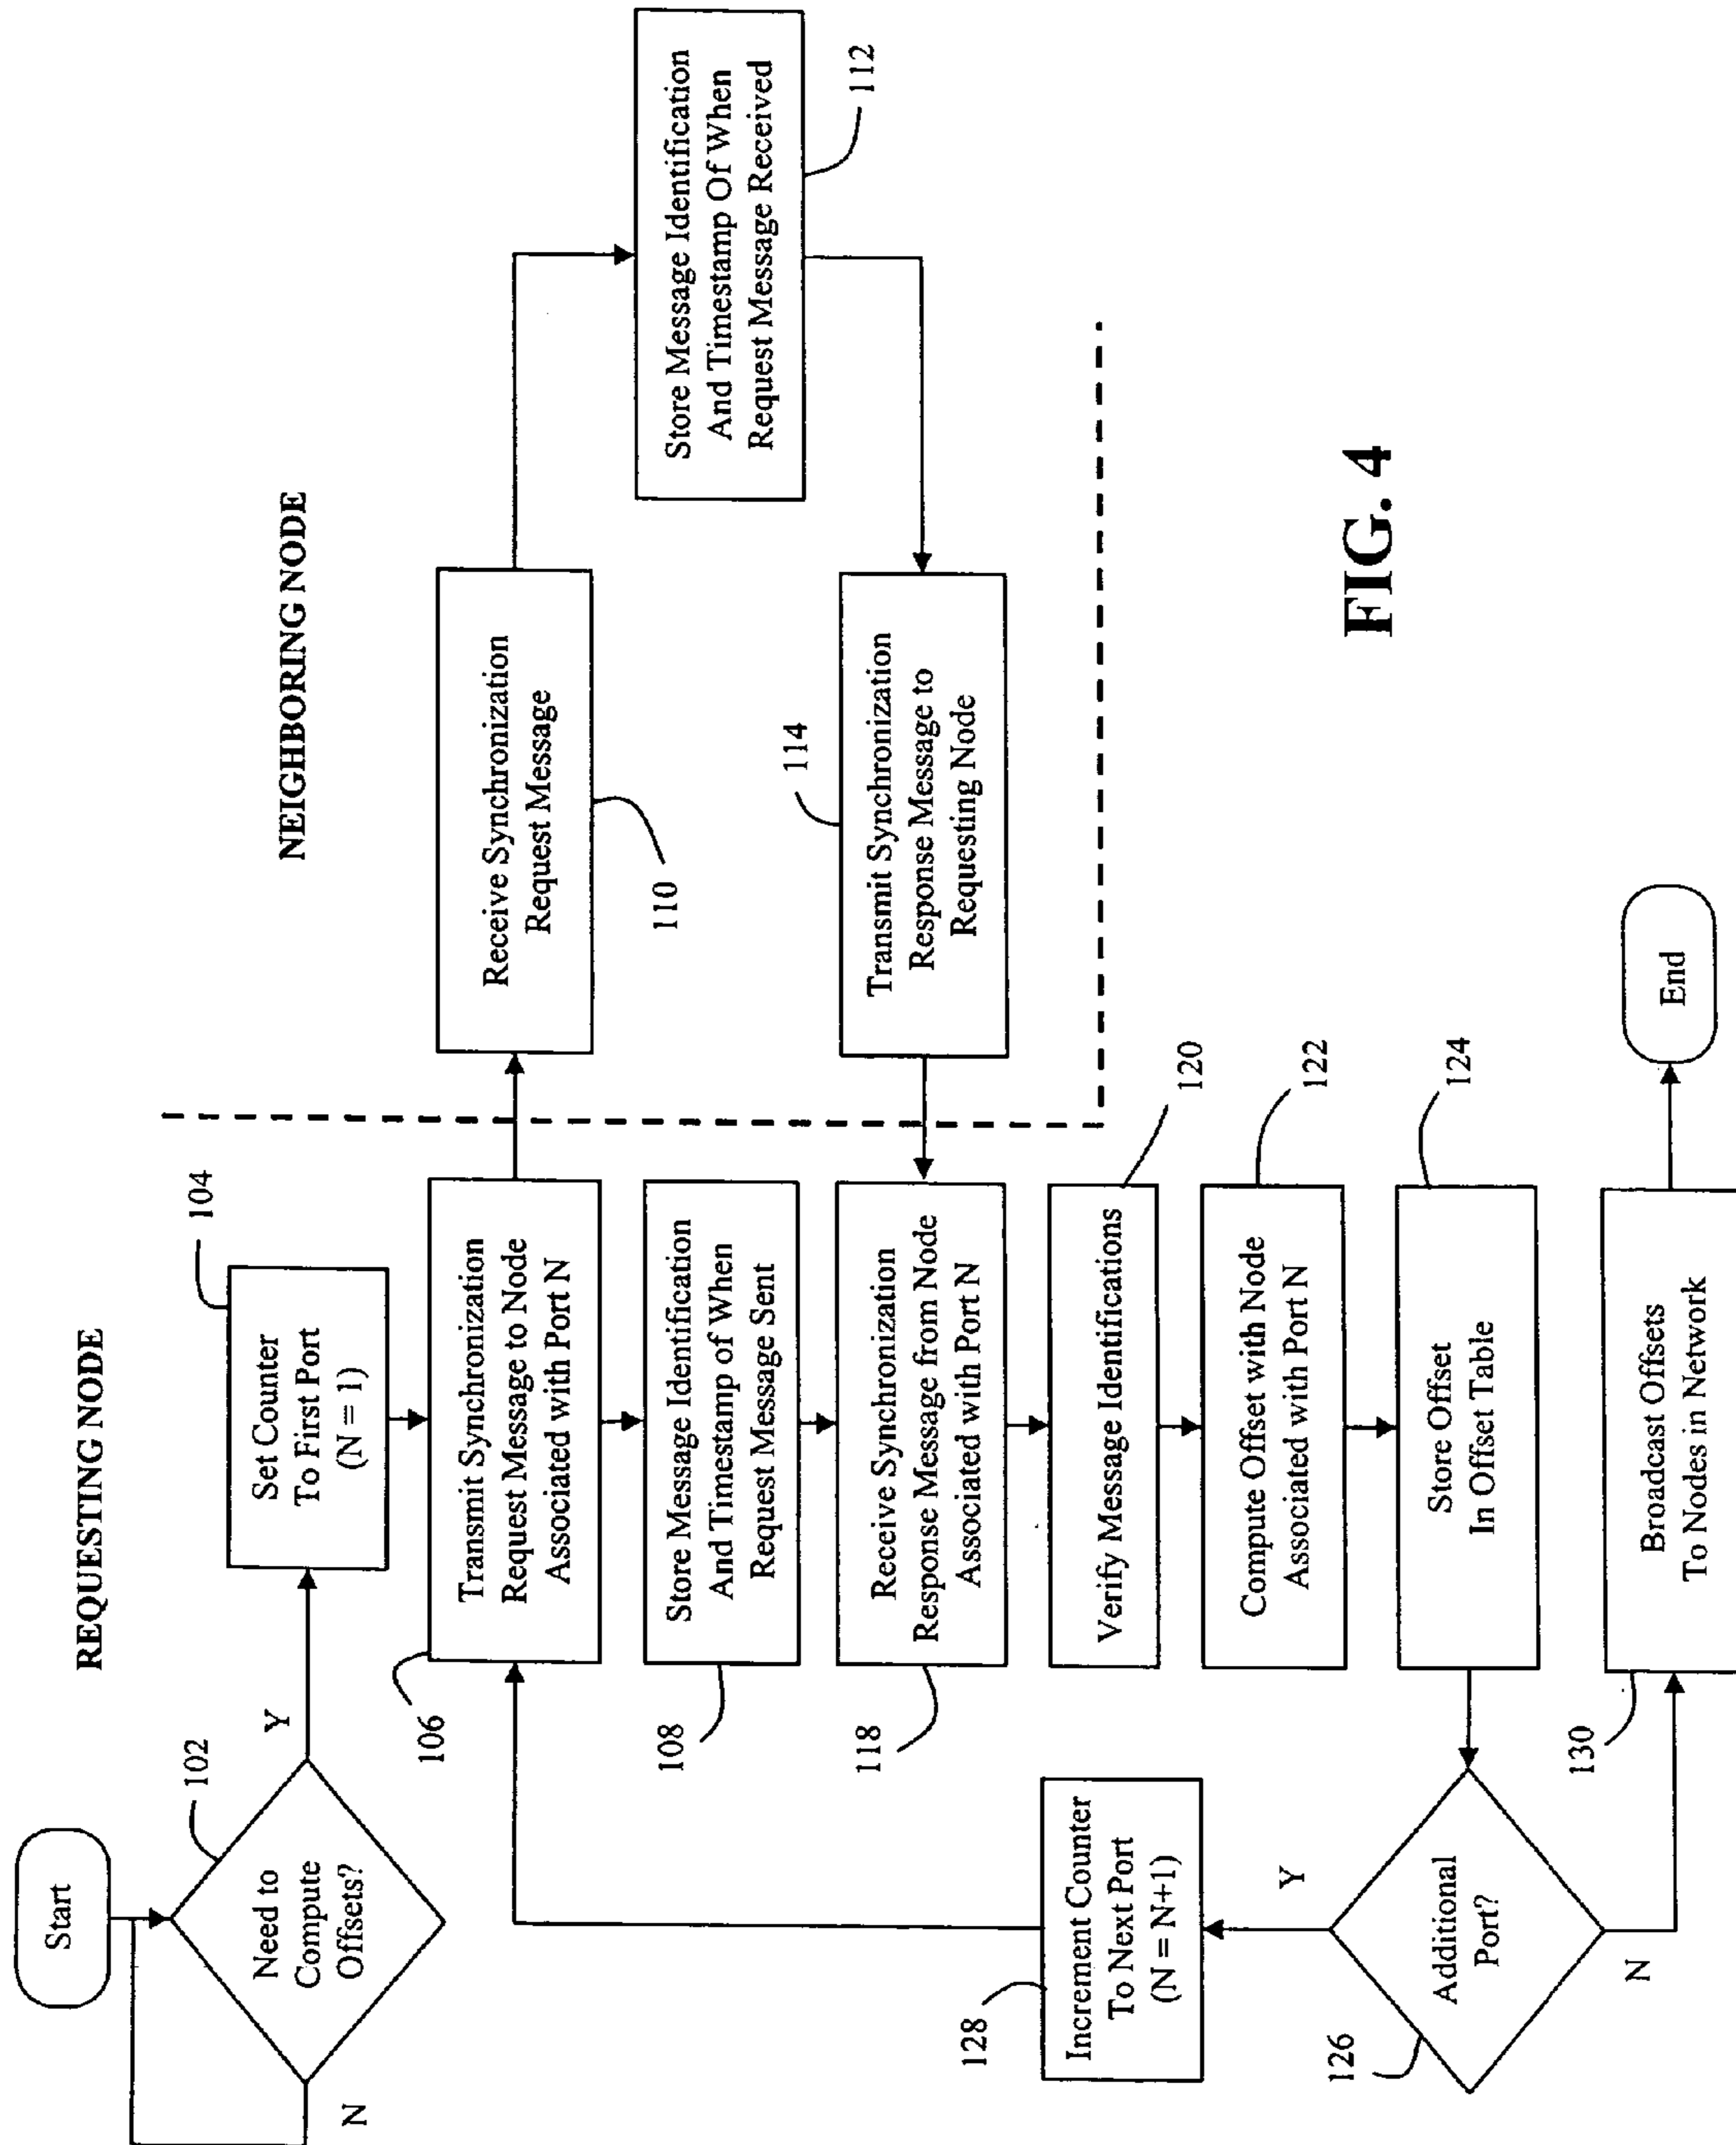 REQUESTING NODE
NEIGHBORING NODE
Start
102
Need to
Compute
Offsets?
Y
N
104
Set Counter
To First Port
(N = 1)
106
Transmit Synchronization
Request Message to Node
Associated with Port N
Receive Synchronization
Request Message
110
108
Store Message Identification
And Timestamp of When
Request Message Sent
Store Message Identification
And Timestamp Of When
Request Message Received
112
114
Transmit Synchronization
Response Message to
Requesting Node
118
Receive Synchronization
Response Message from Node
Associated with Port N
120
Verify Message Identifications
122
Compute Offset with Node
Associated with Port N
124
Store Offset
In Offset Table
128
Increment Counter
To Next Port
(N = N+1)
Y
126
Additional
Port?
N
130
Broadcast Offsets
To Nodes in Network
End
FIG. 4